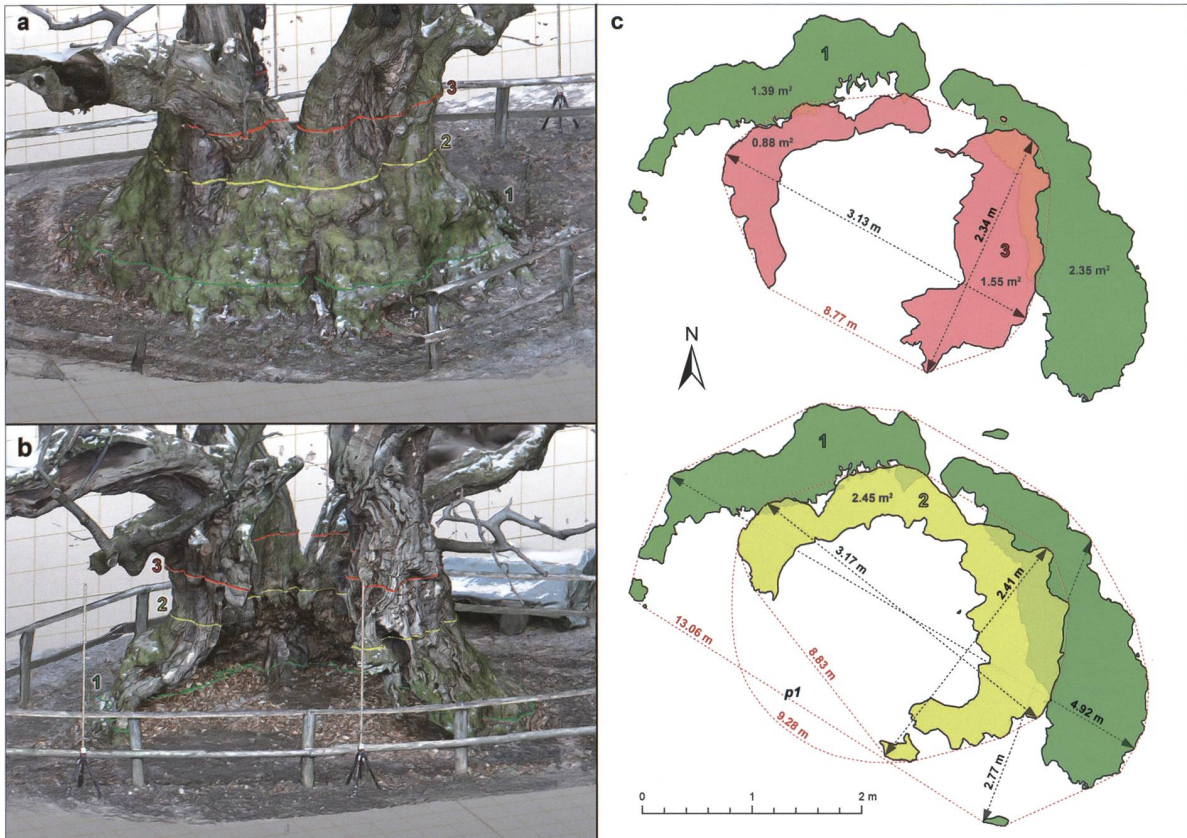 a
3
2
1
b
3
2
1
c
1
1.39 m²
0.88 m²
3.13 m
2.34 m
3
1.55 m²
2.35 m²
8.77 m
N
1
2.45 m²
2
3.17 m
2.41 m
13.06 m
8.83 m
p1
9.28 m
4.92 m
2.77 m
0
2 m